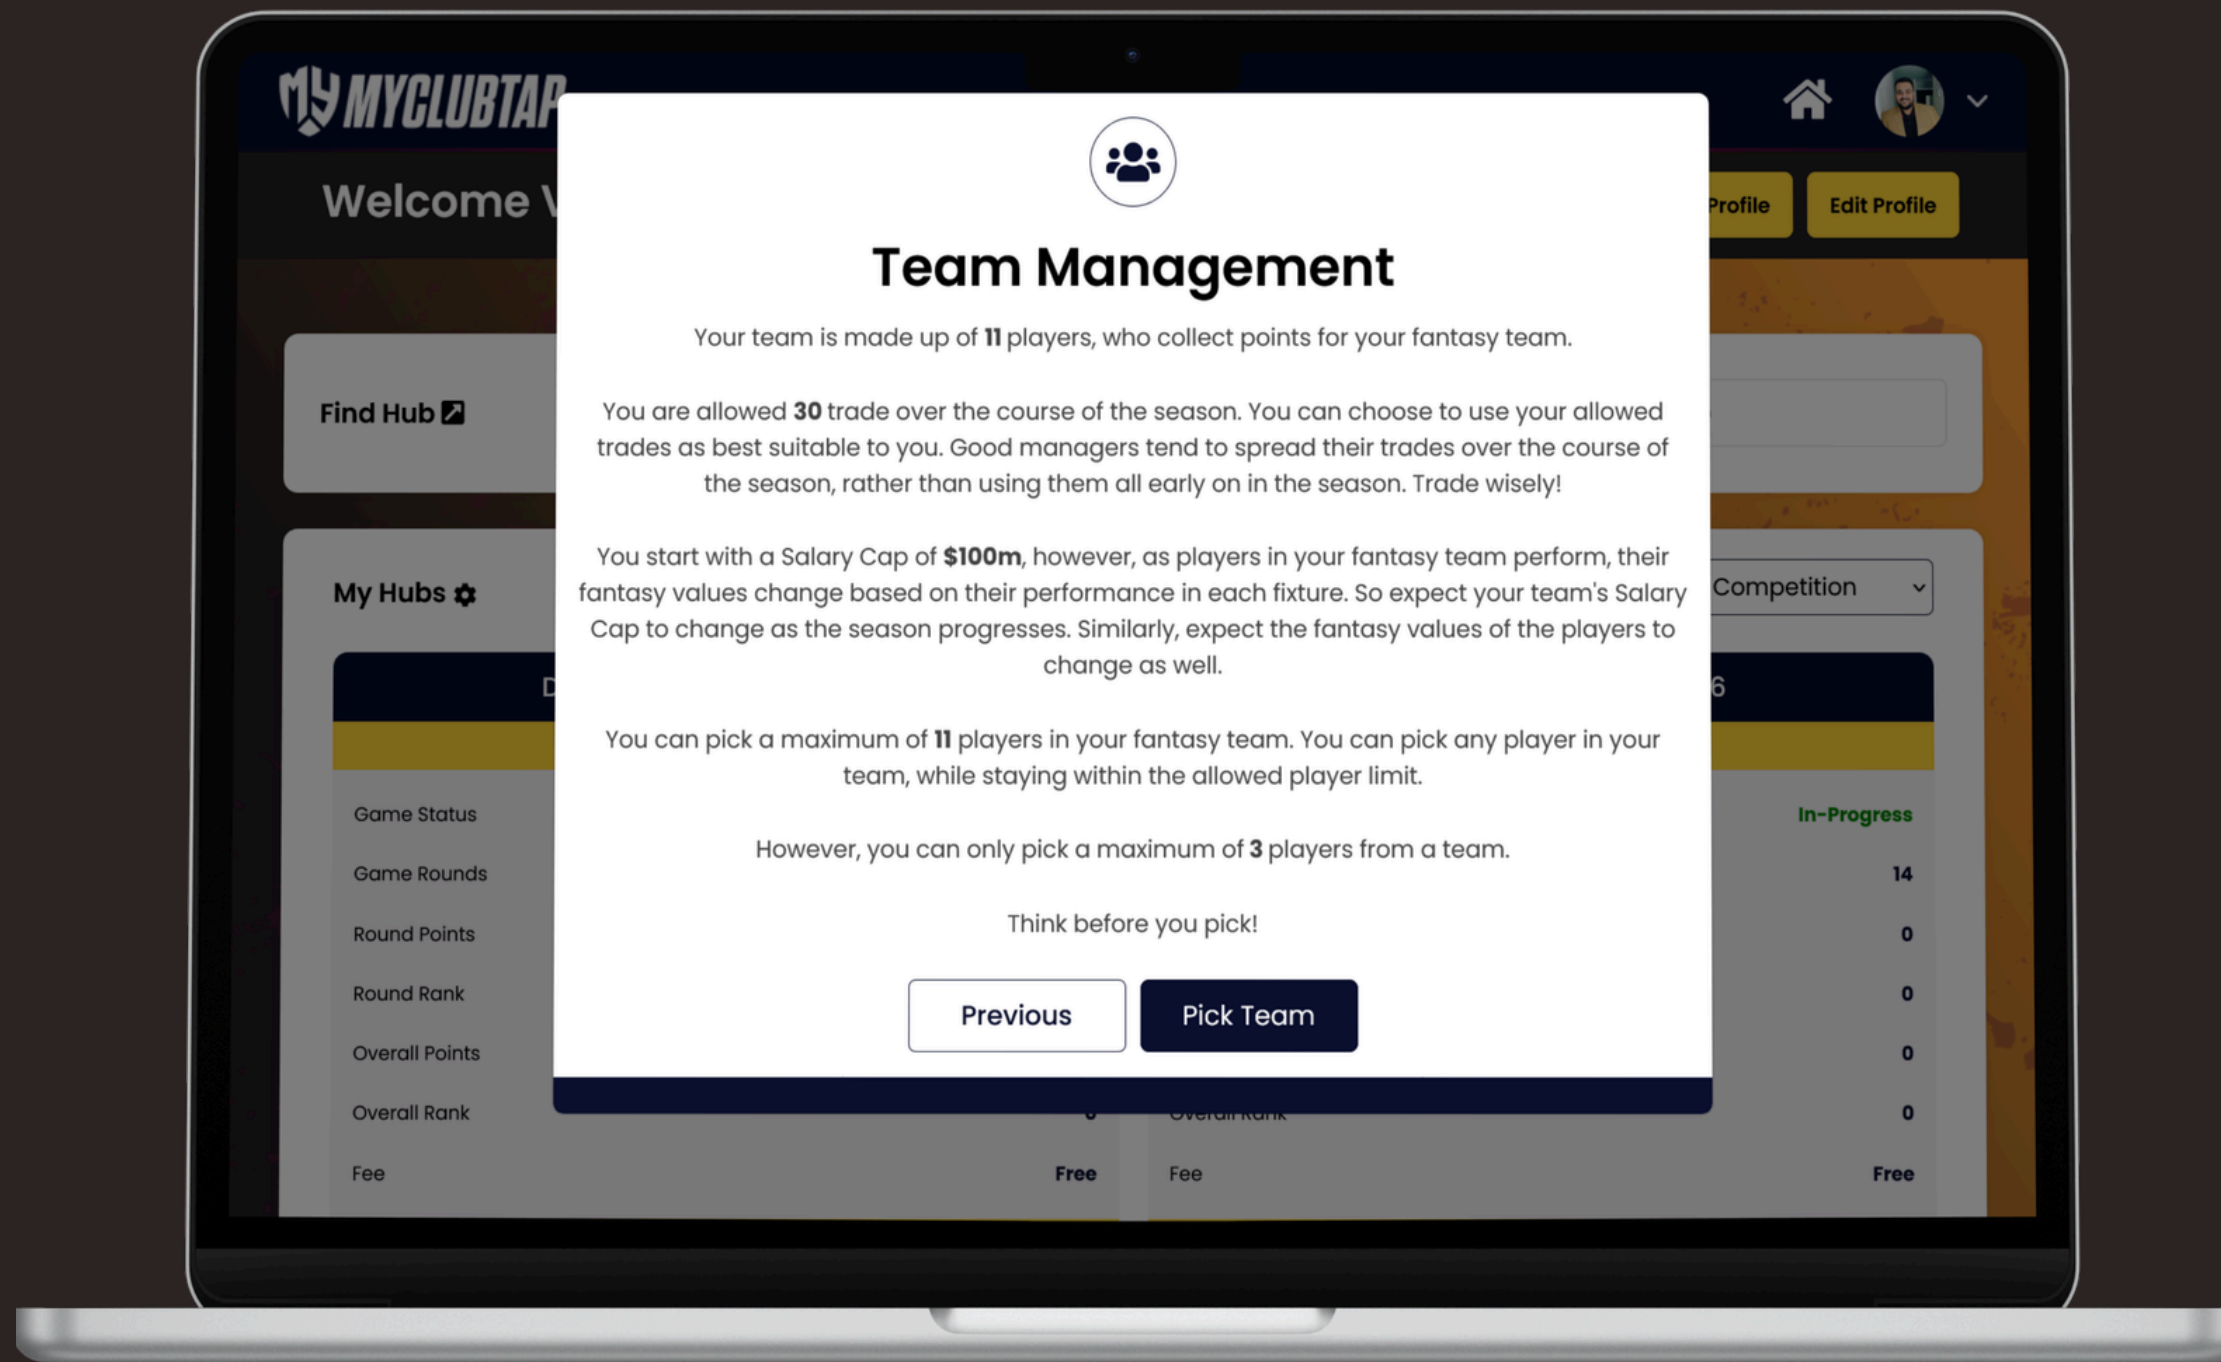 MYCLUBTAP
Welcome
Profile
Edit Profile
Team Management
Your team is made up of 11 players, who collect points for your fantasy team.
You are allowed 30 trade over the course of the season. You can choose to use your allowed
trades as best suitable to you. Good managers tend to spread their trades over the course of
the season, rather than using them all early on in the season. Trade wisely!
You start with a Salary Cap of $100m, however, as players in your fantasy team perform, their
fantasy values change based on their performance in each fixture. So expect your team's Salary
Cap to change as the season progresses. Similarly, expect the fantasy values of the players to
change as well.
You can pick a maximum of 11 players in your fantasy team. You can pick any player in your
team, while staying within the allowed player limit.
However, you can only pick a maximum of 3 players from a team.
Think before you pick!
Previous
Pick Team
Find Hub
My Hubs
Competition
D
6
Game Status
In-Progress
Game Rounds
14
Round Points
0
Round Rank
0
Overall Points
0
Overall Rank
0
Overall Rank
0
Fee
Free
Fee
Free